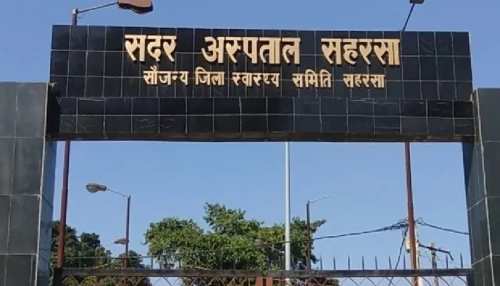 सदर अस्पताल सहरसा
सौजन्य जिला स्वास्थ्य समिति सहरसा